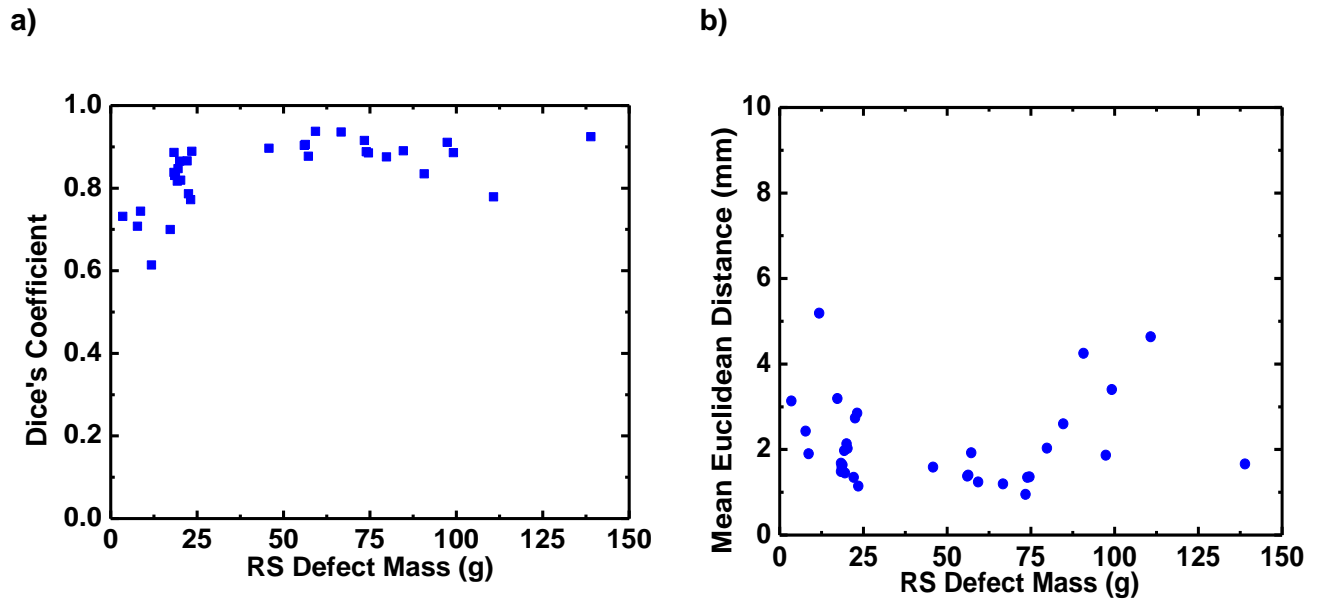 a)
1.0
0.8
0.6
0.4
0.2
0.0
Dice's Coefficient
0 25 50 75 100 125 150
RS Defect Mass (g)
b)
10
8
6
4
2
0
Mean Euclidean Distance (mm)
0 25 50 75 100 125 150
RS Defect Mass (g)